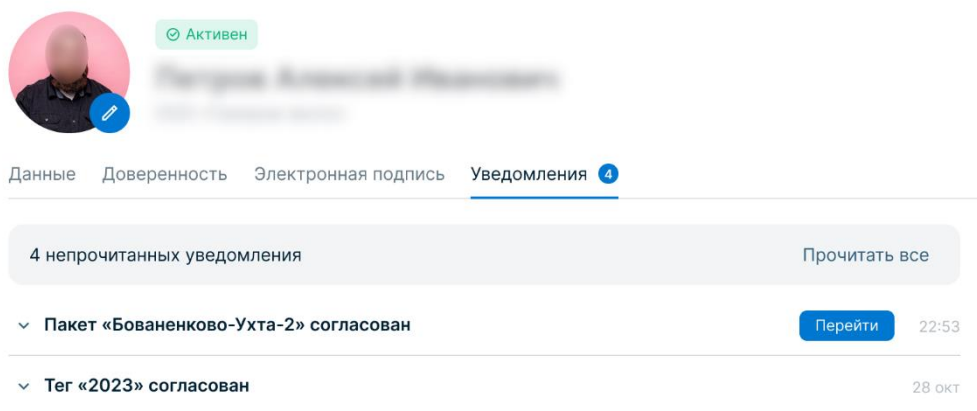 Активен
Данные Доверенность Электронная подпись Уведомления 4
4 непрочитанных уведомления Прочитать все
Пакет «Бованенково-Ухта-2» согласован Перейти 22:53
Тег «2023» согласован 28 окт